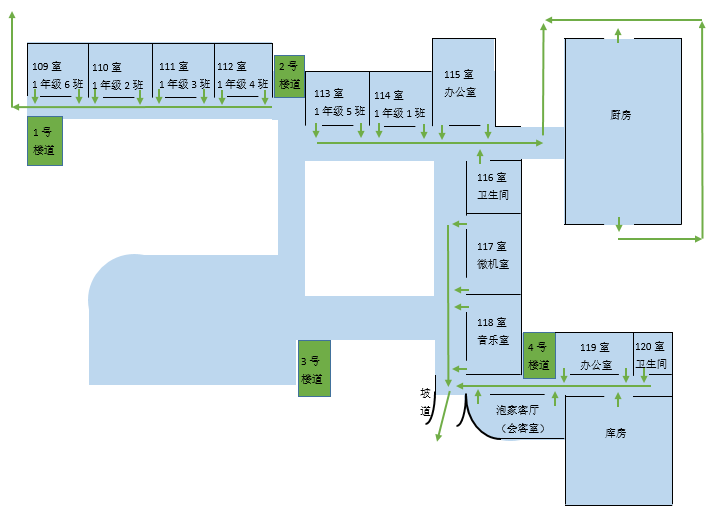 109 室
1 年级 6 班
110 室
1 年级 2 班
111 室
1 年级 3 班
112 室
1 年级 4 班
2 号
楼道
113 室
1 年级 5 班
114 室
1 年级 1 班
115 室
办公室
厨房
1 号
楼道
116 室
卫生间
117 室
微机室
118 室
音乐室
3 号
楼道
4 号
楼道
119 室
办公室
120 室
卫生间
坡
道
泡家客厅
（会客室）
库房